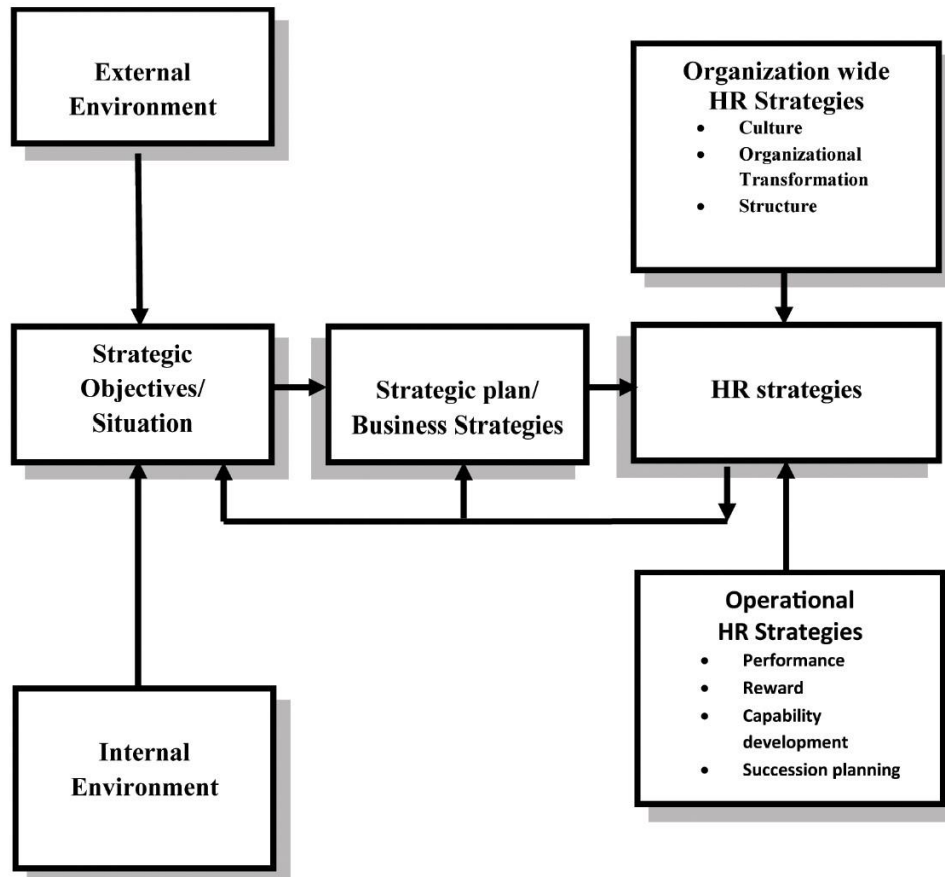 External
Environment
Organization wide
HR Strategies
• Culture
• Organizational
Transformation
• Structure
Strategic
Objectives/
Situation
Strategic plan/
Business Strategies
HR strategies
Internal
Environment
Operational
HR Strategies
• Performance
• Reward
• Capability
development
• Succession planning